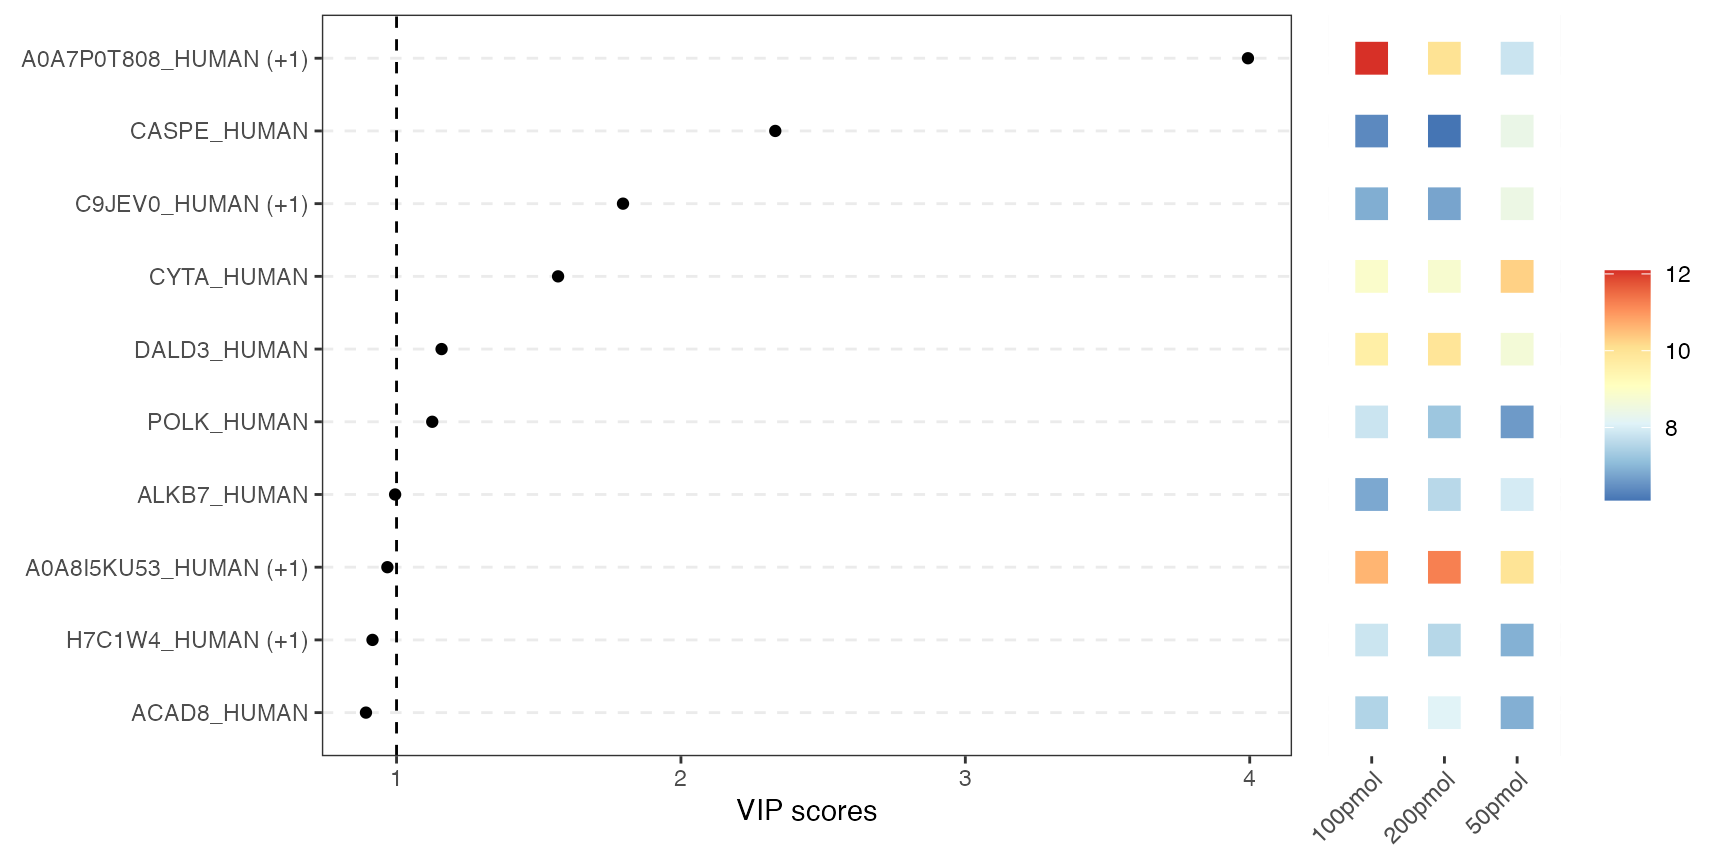 A0A7P0T808_HUMAN (+1)
CASPE_HUMAN
C9JEV0_HUMAN (+1)
CYTA_HUMAN
DALD3_HUMAN
POLK_HUMAN
ALKB7_HUMAN
A0A8I5KU53_HUMAN (+1)
H7C1W4_HUMAN (+1)
ACAD8_HUMAN
1 2 3 4
VIP scores
100pmol 200pmol 50pmol
12
10
8